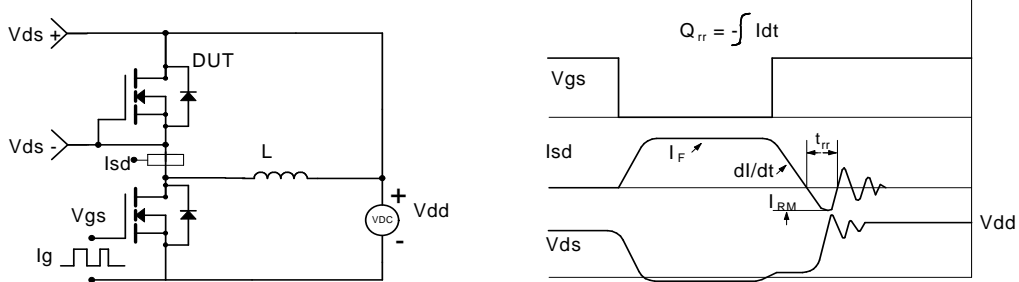 Vds +
DUT
Vds -
Isd
L
Vgs
Ig
+
VDC
-
Vdd
Q rr = -∫ Idt
Vgs
Isd
I F
dI/dt
t rr
I RM
Vdd
Vds